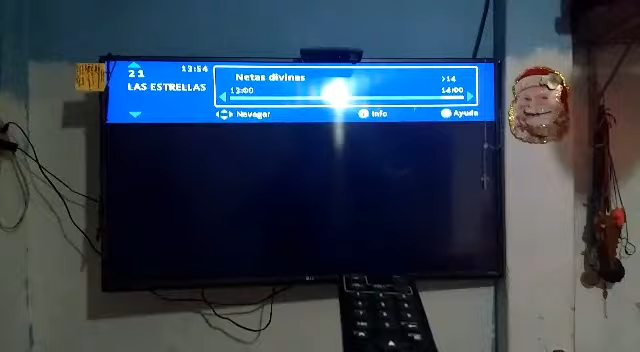 21
13:54
LAS ESTRELLAS
Netas divinas
>14
13:00
14:00
Navegar
Info
Ayuda